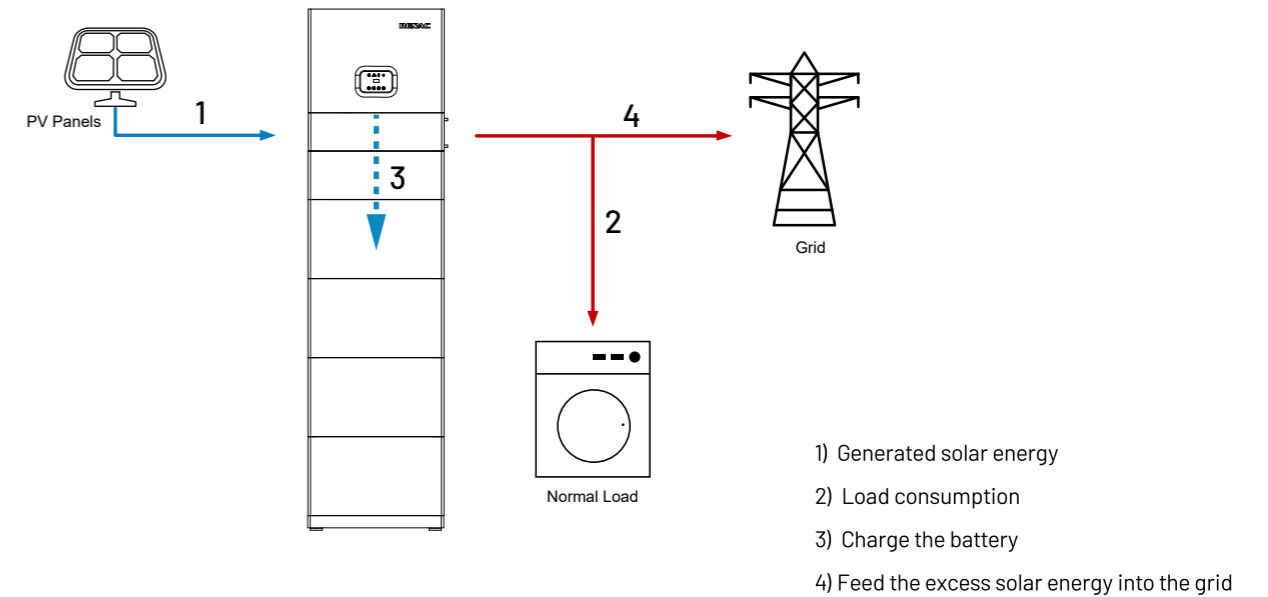 RENAC
PV Panels
1
4
3
2
Grid
Normal Load
1) Generated solar energy
2) Load consumption
3) Charge the battery
4) Feed the excess solar energy into the grid